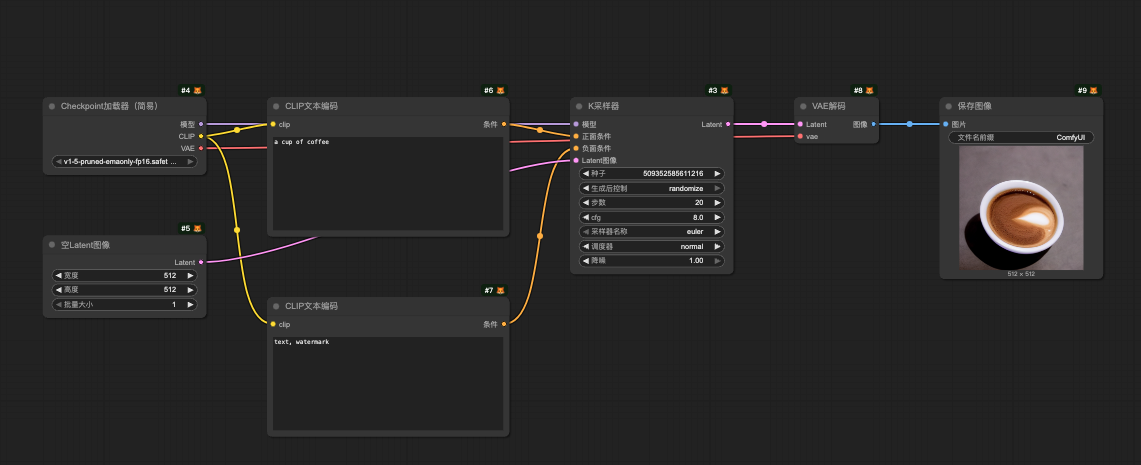 #4
Checkpoint加载器（简易）
模型
CLIP
VAE
v1-5-pruned-emaonly-fp16.safet ...
#5
空Latent图像
Latent
宽度 512
高度 512
批量大小 1
#6
CLIP文本编码
clip 条件
a cup of coffee
#7
CLIP文本编码
clip 条件
text, watermark
#3
K采样器
模型 Latent
正面条件
负面条件
Latent图像
种子 509352585611216
生成后控制 randomize
步数 20
cfg 8.0
采样器名称 euler
调度器 normal
降噪 1.00
#8
VAE解码
Latent 图像
vae
#9
保存图像
图片
文件名前缀 ComfyUI
512 × 512